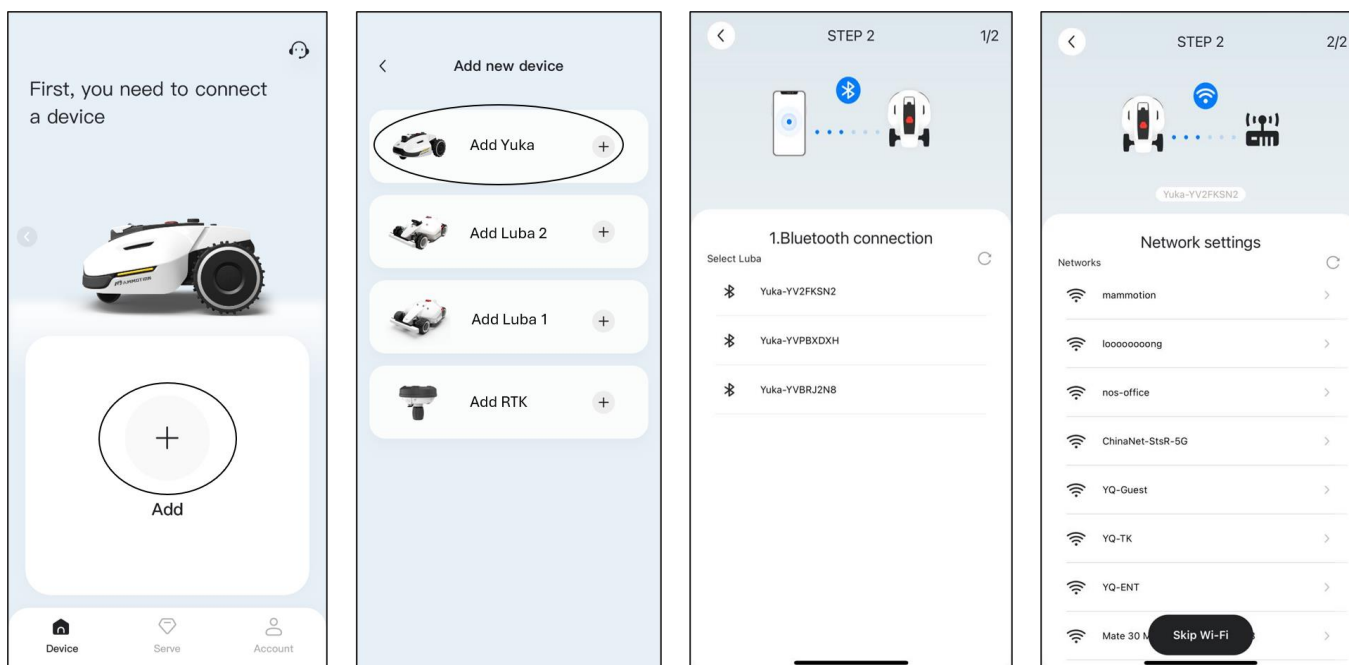 First, you need to connect
a device
MAMMOTION
Add
Device
Serve
Account
Add new device
Add Yuka
Add Luba 2
Add Luba 1
Add RTK
STEP 2
1/2
1.Bluetooth connection
Select Luba
Yuka-YV2FKSN2
Yuka-YVPBXDXH
Yuka-YVBRJ2N8
STEP 2
2/2
Yuka-YV2FKSN2
Network settings
Networks
mammotion
looooooong
nos-office
ChinaNet-StsR-5G
YQ-Guest
YQ-TK
YQ-ENT
Mate 30
Skip Wi-Fi